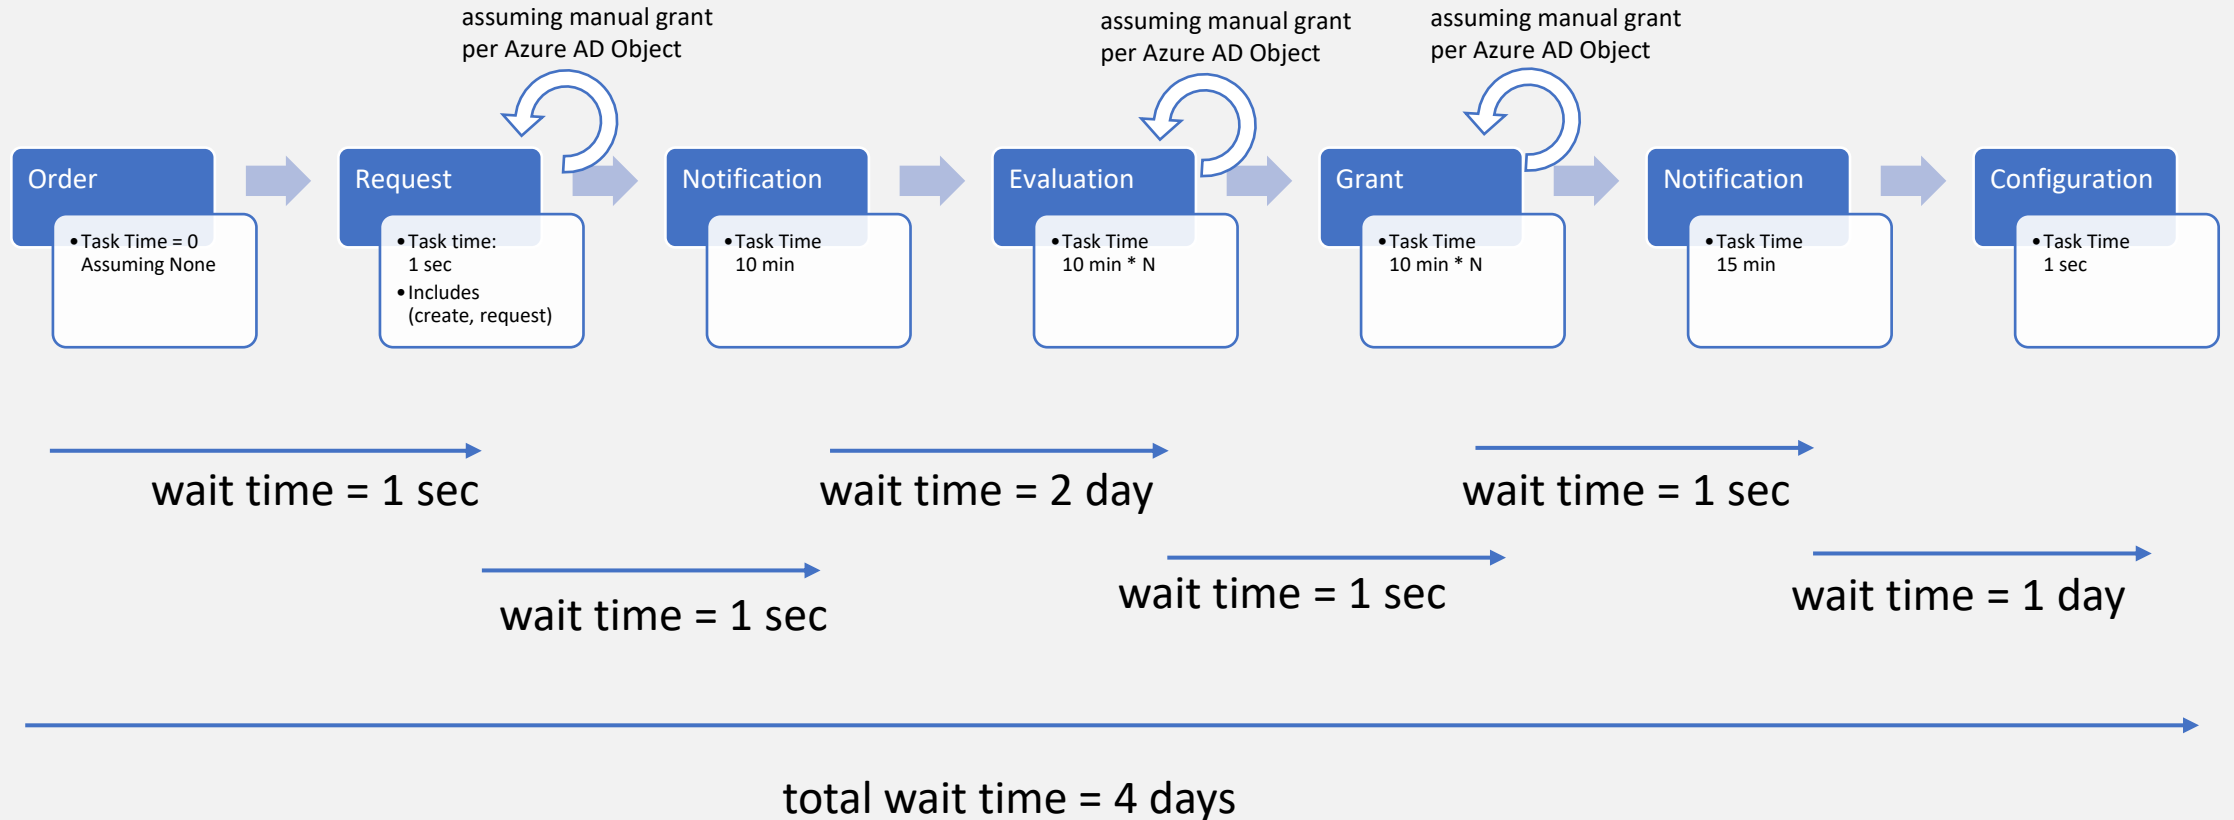 assuming manual grant
per Azure AD Object
assuming manual grant
per Azure AD Object
assuming manual grant
per Azure AD Object
Order
•Task Time = 0
Assuming None
Request
•Task time:
1 sec
•Includes
(create, request)
Notification
•Task Time
10 min
Evaluation
•Task Time
10 min * N
Grant
•Task Time
10 min * N
Notification
•Task Time
15 min
Configuration
•Task Time
1 sec
wait time = 1 sec
wait time = 2 day
wait time = 1 sec
wait time = 1 sec
wait time = 1 sec
wait time = 1 day
total wait time = 4 days